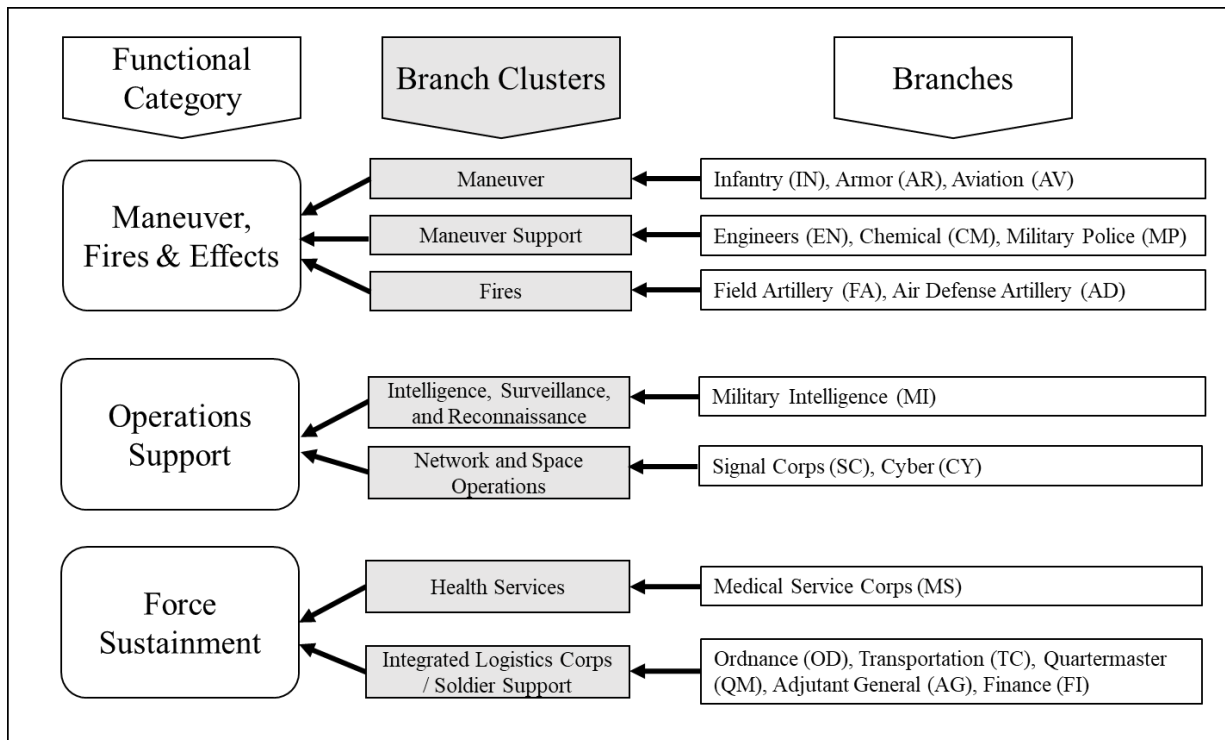 Functional
Category
Branch Clusters
Branches
Maneuver,
Fires & Effects
Maneuver
Infantry (IN), Armor (AR), Aviation (AV)
Maneuver Support
Engineers (EN), Chemical (CM), Military Police (MP)
Fires
Field Artillery (FA), Air Defense Artillery (AD)
Operations
Support
Intelligence, Surveillance,
and Reconnaissance
Military Intelligence (MI)
Network and Space
Operations
Signal Corps (SC), Cyber (CY)
Force
Sustainment
Health Services
Medical Service Corps (MS)
Integrated Logistics Corps
/ Soldier Support
Ordnance (OD), Transportation (TC), Quartermaster
(QM), Adjutant General (AG), Finance (FI)